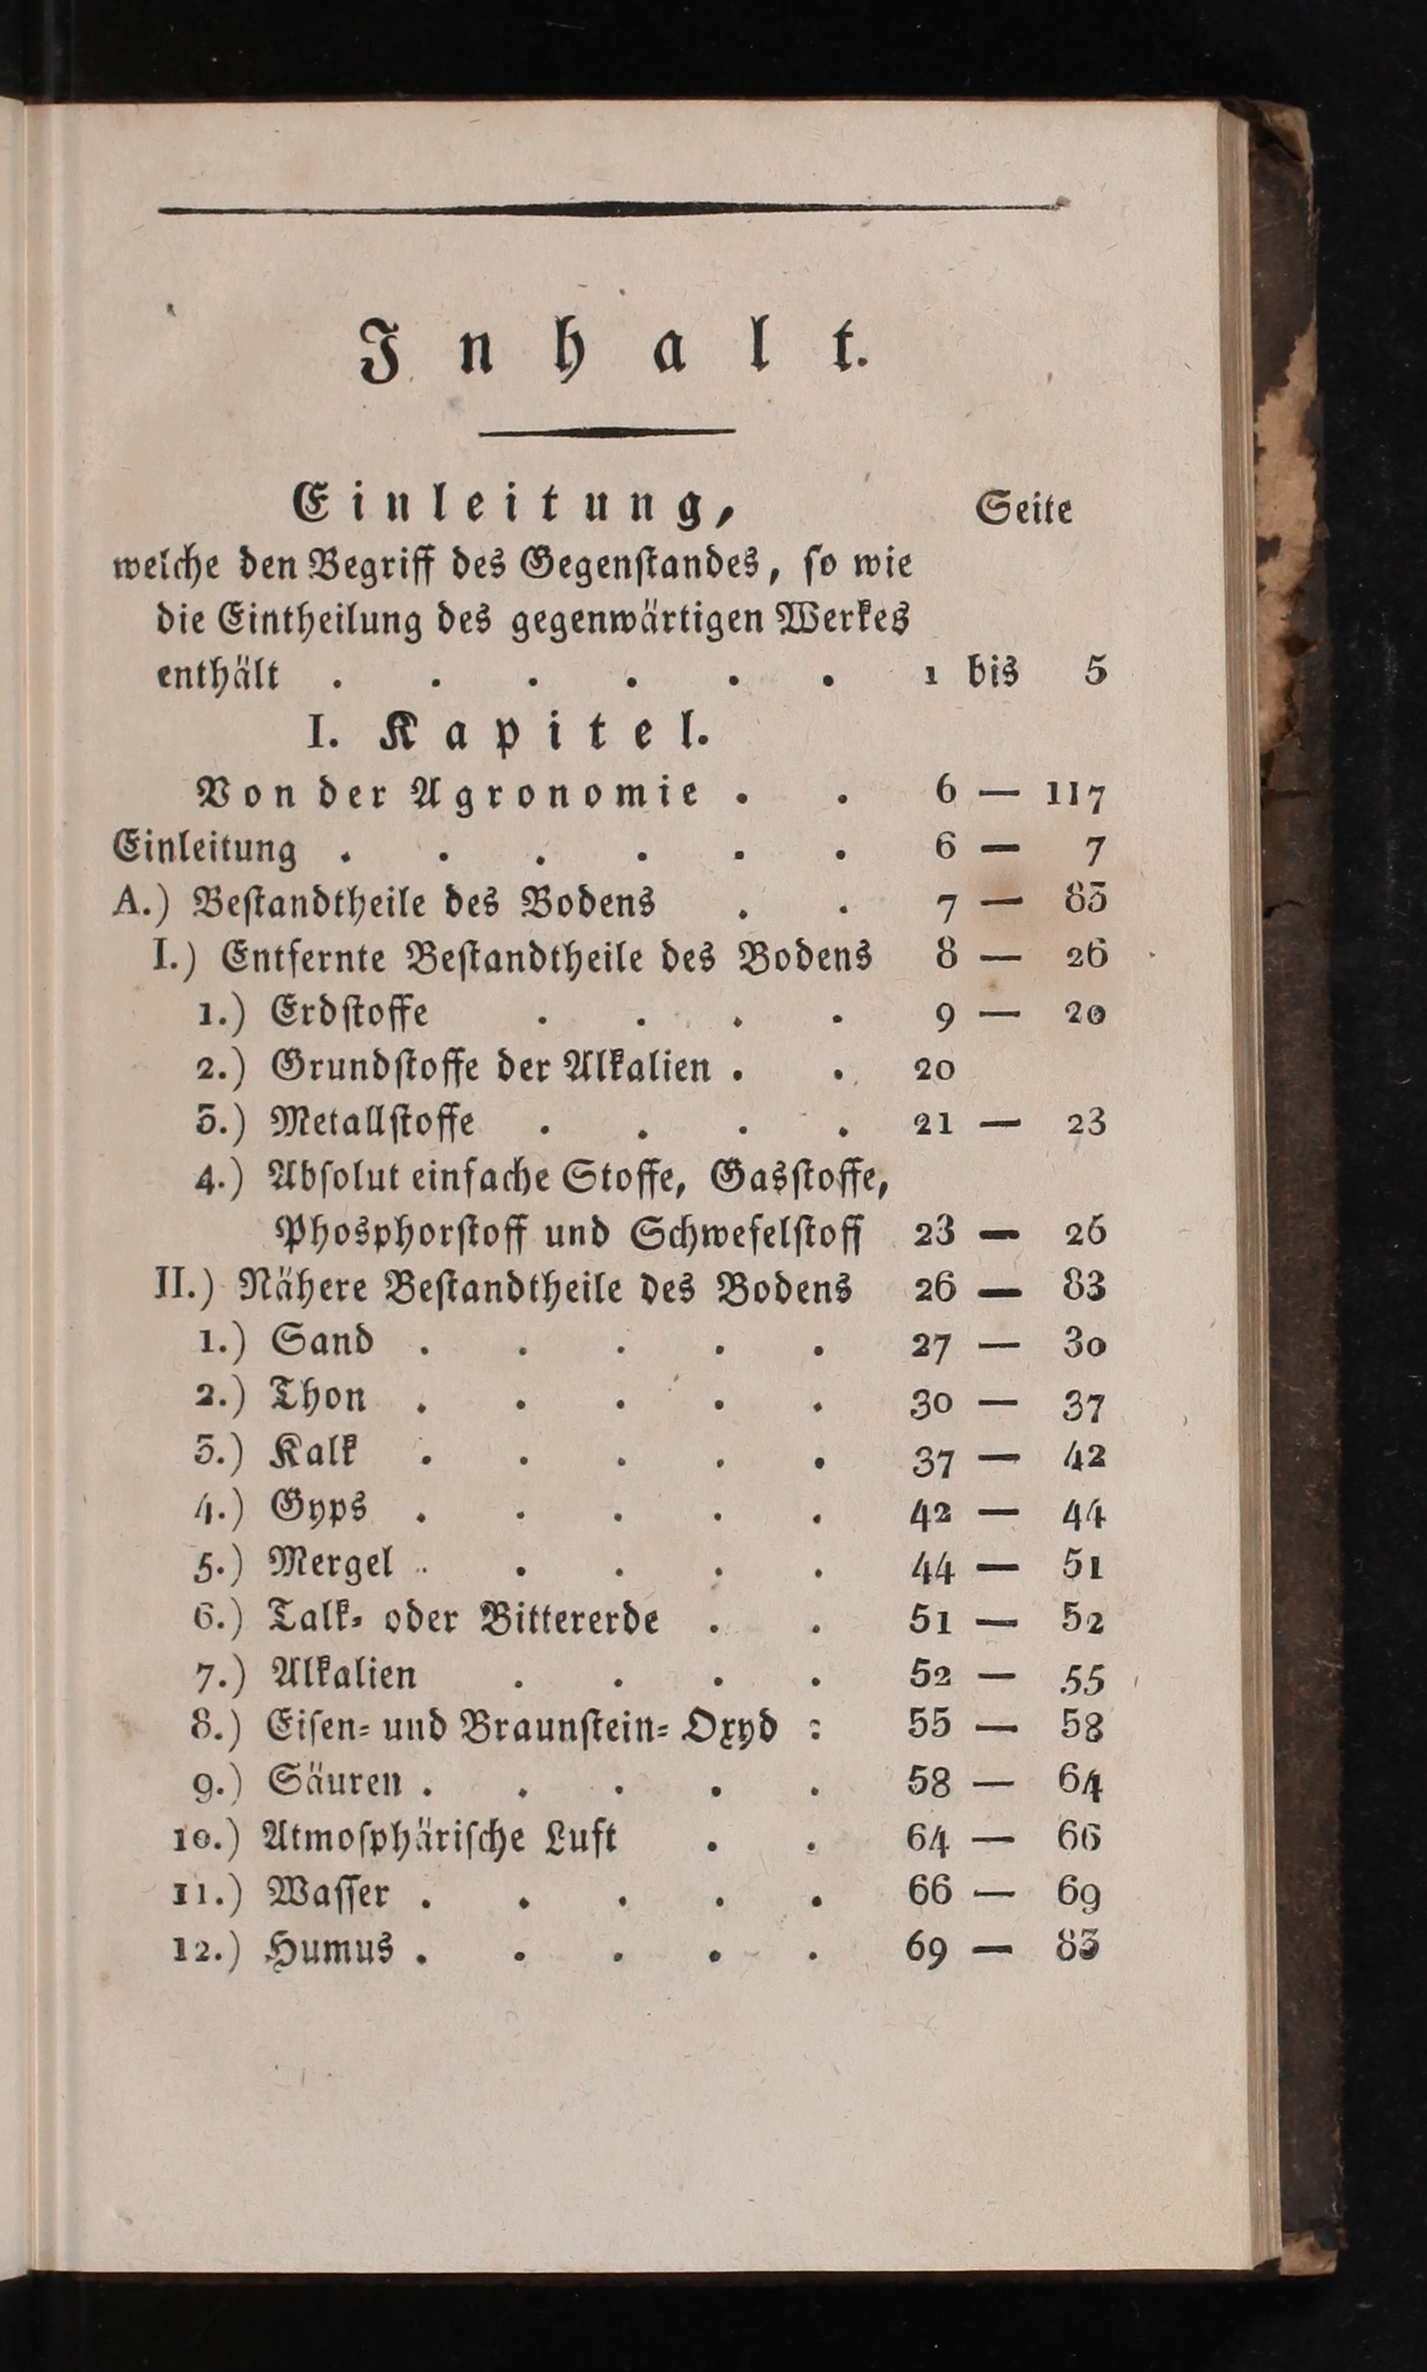 Inhalt.
Einleitung, Seite
welche den Begriff des Gegenſtandes, ſo wie
die Eintheilung des gegenwärtigen Werkes
enthält . . . . . . 1 bis 5
I. Kapitel.
Von der Agronomie . . 6 — 117
Einleitung . . . . . . 6 — 7
A.) Beſtandtheile des Bodens . . 7 — 83
I.) Entfernte Beſtandtheile des Bodens 8 — 26
1.) Erdſtoffe . . . . 9 — 20
2.) Grundſtoffe der Alkalien . . 20
3.) Metallſtoffe . . . . 21 — 23
4.) Abſolut einfache Stoffe, Gasſtoffe,
Phosphorſtoff und Schwefelſtoff 23 — 26
II.) Nähere Beſtandtheile des Bodens 26 — 83
1.) Sand . . . . . 27 — 30
2.) Thon . . . . . 30 — 37
3.) Kalk . . . . . 37 — 42
4.) Gyps . . . . . 42 — 44
5.) Mergel . . . . . 44 — 51
6.) Talk- oder Bittererde . . 51 — 52
7.) Alkalien . . . . 52 — 55
8.) Eiſen- und Braunſtein-Oxyd : 55 — 58
9.) Säuren . . . . . 58 — 64
10.) Atmoſphäriſche Luft . . 64 — 66
11.) Waſſer . . . . . 66 — 69
12.) Humus . . . . . 69 — 83